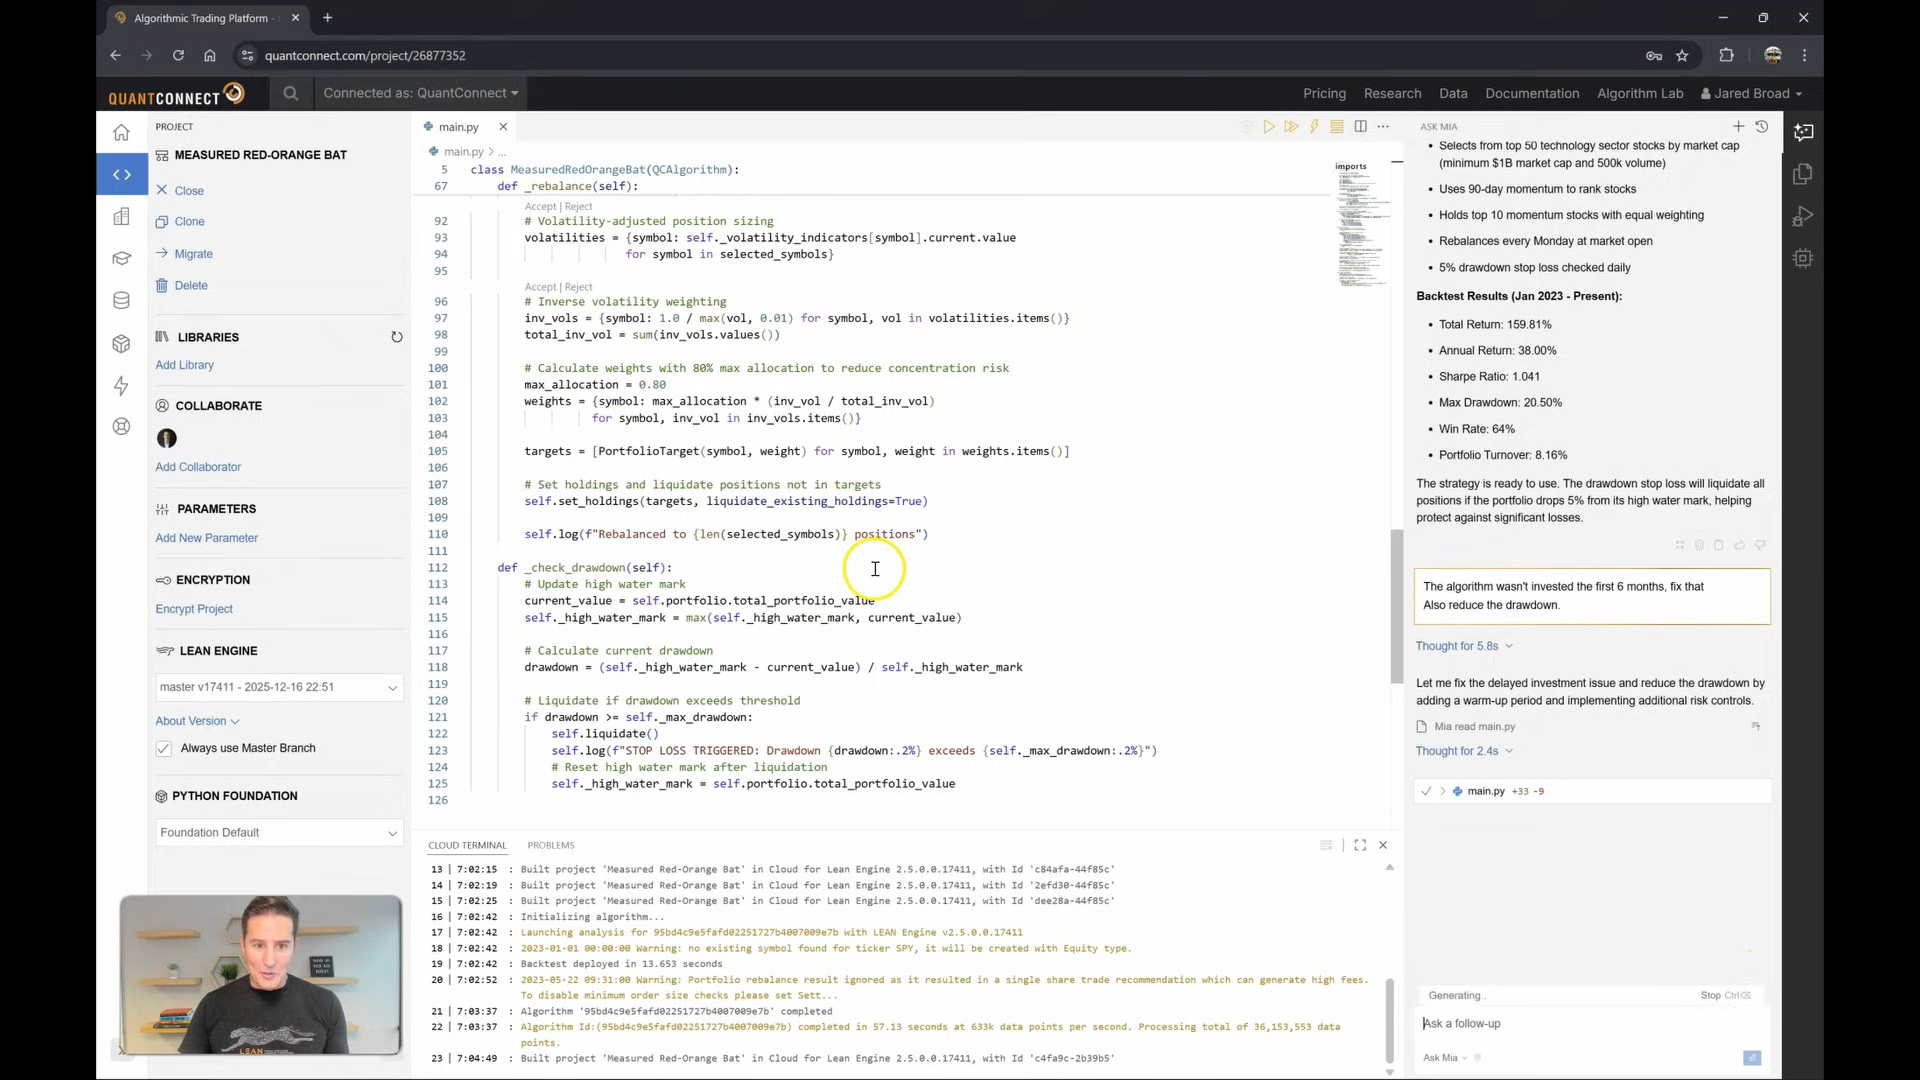 Algorithmic Trading Platform -
quantconnect.com/project/26877352
QUANTCONNECT
Connected as: QuantConnect
Pricing
Research
Data
Documentation
Algorithm Lab
Jared Broad
PROJECT
MEASURED RED-ORANGE BAT
Close
Clone
Migrate
Delete
LIBRARIES
Add Library
COLLABORATE
Add Collaborator
PARAMETERS
Add New Parameter
ENCRYPTION
Encrypt Project
LEAN ENGINE
master v17411 - 2025-12-16 22:51
About Version
Always use Master Branch
PYTHON FOUNDATION
Foundation Default
main.py
main.py > ...
5 class MeasuredRedOrangeBat(QCAlgorithm):
67 def _rebalance(self):
Accept | Reject
92 # Volatility-adjusted position sizing
93 volatilities = {symbol: self._volatility_indicators[symbol].current.value
94 for symbol in selected_symbols}
95
Accept | Reject
96 # Inverse volatility weighting
97 inv_vols = {symbol: 1.0 / max(vol, 0.01) for symbol, vol in volatilities.items()}
98 total_inv_vol = sum(inv_vols.values())
99
100 # Calculate weights with 80% max allocation to reduce concentration risk
101 max_allocation = 0.80
102 weights = {symbol: max_allocation * (inv_vol / total_inv_vol)
103 for symbol, inv_vol in inv_vols.items()}
104
105 targets = [PortfolioTarget(symbol, weight) for symbol, weight in weights.items()]
106
107 # Set holdings and liquidate positions not in targets
108 self.set_holdings(targets, liquidate_existing_holdings=True)
109
110 self.log(f"Rebalanced to {len(selected_symbols)} positions")
111
112 def _check_drawdown(self):
113 # Update high water mark
114 current_value = self.portfolio.total_portfolio_value
115 self._high_water_mark = max(self._high_water_mark, current_value)
116
117 # Calculate current drawdown
118 drawdown = (self._high_water_mark - current_value) / self._high_water_mark
119
120 # Liquidate if drawdown exceeds threshold
121 if drawdown >= self._max_drawdown:
122 self.liquidate()
123 self.log(f"STOP LOSS TRIGGERED: Drawdown {drawdown:.2%} exceeds {self._max_drawdown:.2%}")
124 # Reset high water mark after liquidation
125 self._high_water_mark = self.portfolio.total_portfolio_value
126
imports
CLOUD TERMINAL
PROBLEMS
13 | 7:02:15 : Built project 'Measured Red-Orange Bat' in Cloud for Lean Engine 2.5.0.0.17411, with Id 'c84afa-44f85c'
14 | 7:02:19 : Built project 'Measured Red-Orange Bat' in Cloud for Lean Engine 2.5.0.0.17411, with Id '2efd30-44f85c'
15 | 7:02:25 : Built project 'Measured Red-Orange Bat' in Cloud for Lean Engine 2.5.0.0.17411, with Id 'dee28a-44f85c'
16 | 7:02:42 : Initializing algorithm...
17 | 7:02:42 : Launching analysis for 95bd4c9e5fafd02251727b4007009e7b with LEAN Engine v2.5.0.0.17411
18 | 7:02:42 : 2023-01-01 00:00:00 Warning: no existing symbol found for ticker SPY, it will be created with Equity type.
19 | 7:02:42 : Backtest deployed in 13.653 seconds
20 | 7:02:52 : 2023-05-22 09:31:00 Warning: Portfolio rebalance result ignored as it resulted in a single share trade recommendation which can generate high fees.
To disable minimum order size checks please set Sett...
21 | 7:03:37 : Algorithm '95bd4c9e5fafd02251727b4007009e7b' completed
22 | 7:03:37 : Algorithm Id:(95bd4c9e5fafd02251727b4007009e7b) completed in 57.13 seconds at 633k data points per second. Processing total of 36,153,553 data
points.
23 | 7:04:49 : Built project 'Measured Red-Orange Bat' in Cloud for Lean Engine 2.5.0.0.17411, with Id 'c4fa9c-2b39b5'
ASK MIA
• Selects from top 50 technology sector stocks by market cap
(minimum $1B market cap and 500k volume)
• Uses 90-day momentum to rank stocks
• Holds top 10 momentum stocks with equal weighting
• Rebalances every Monday at market open
• 5% drawdown stop loss checked daily
Backtest Results (Jan 2023 - Present):
• Total Return: 159.81%
• Annual Return: 38.00%
• Sharpe Ratio: 1.041
• Max Drawdown: 20.50%
• Win Rate: 64%
• Portfolio Turnover: 8.16%
The strategy is ready to use. The drawdown stop loss will liquidate all
positions if the portfolio drops 5% from its high water mark, helping
protect against significant losses.
The algorithm wasn't invested the first 6 months, fix that
Also reduce the drawdown.
Thought for 5.8s
Let me fix the delayed investment issue and reduce the drawdown by
adding a warm-up period and implementing additional risk controls.
Mia read main.py
Thought for 2.4s
main.py +33 -9
Generating..
Stop Ctrl
Ask a follow-up
Ask Mia
LEAN